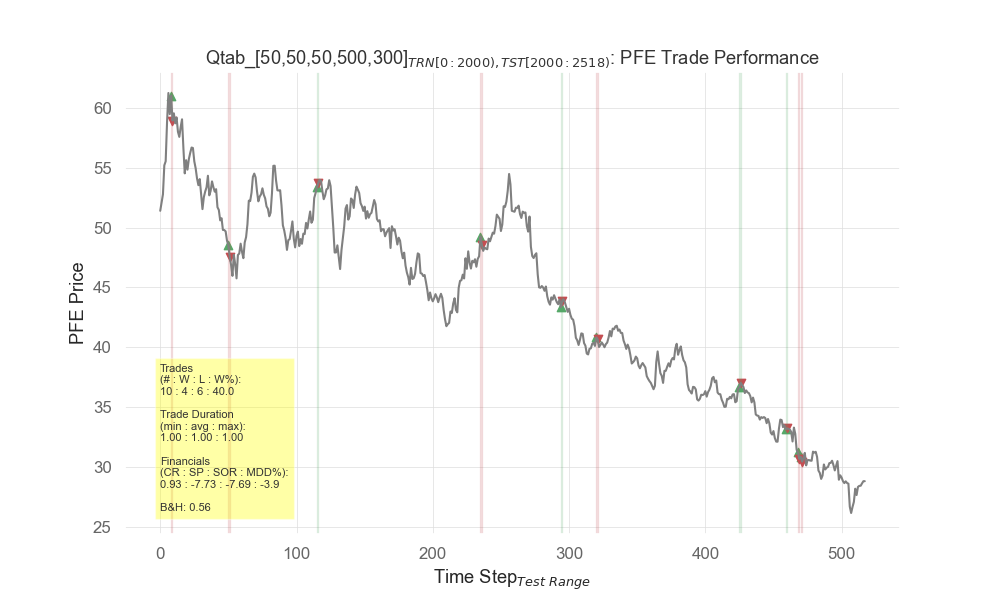 Qtab_[50,50,50,500,300]TRN[0:2000),TST[2000:2518): PFE Trade Performance
60
55
50
45
40
35
30
25
PFE Price
Trades
(# : W : L : W%):
10 : 4 : 6 : 40.0
Trade Duration
(min : avg : max):
1.00 : 1.00 : 1.00
Financials
(CR : SP : SOR : MDD%):
0.93 : -7.73 : -7.69 : -3.9
B&H: 0.56
0 100 200 300 400 500
Time StepTest Range